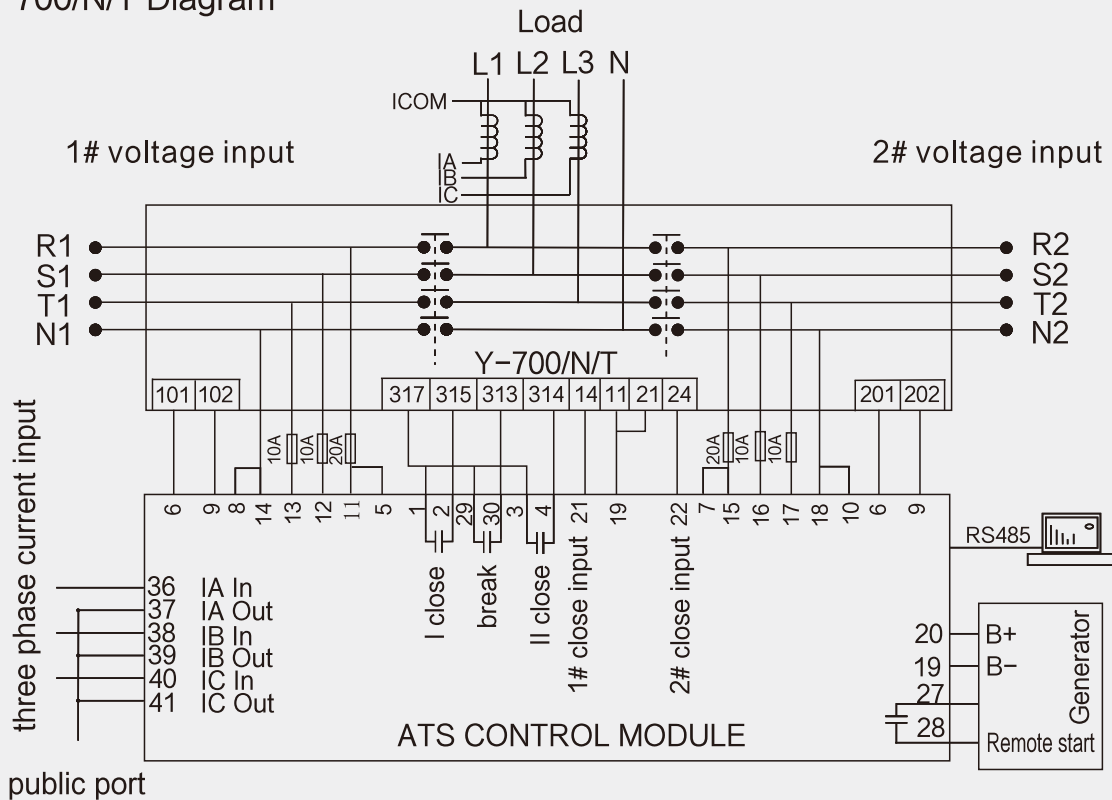 700/N/T Diagram
Load
L1 L2 L3 N
ICOM
1# voltage input
2# voltage input
IA
IB
IC
R1
R2
S1
S2
T1
T2
N1
N2
Y-700/N/T
101 102
317 315 313 314 14 11 21 24
201 202
10A 10A 20A
20A 10A 10A
6 9 8 14 13 12 11 5 1 2 29 30 3 4 21 19 22 7 15 16 17 18 10 6 9
I close
break
II close
1# close input
2# close input
RS485
three phase current input
36 IA In
37 IA Out
38 IB In
39 IB Out
40 IC In
41 IC Out
20 B+
19 B-
27
28 Remote start
Generator
ATS CONTROL MODULE
public port